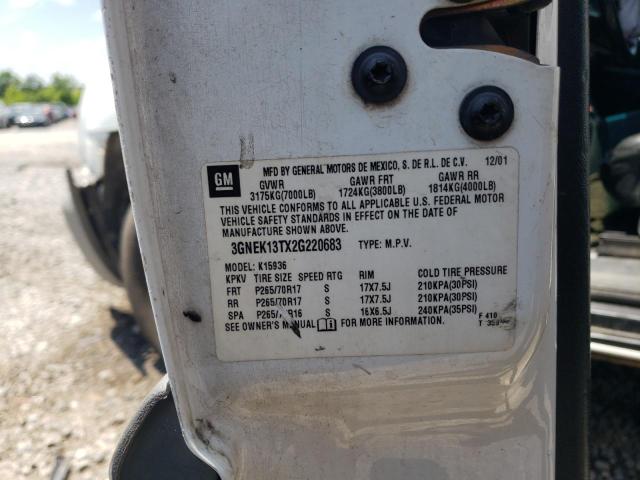 GM
MFD BY GENERAL MOTORS DE MEXICO, S. DE R.L. DE C.V. 12/01
GVWR GAWR FRT GAWR RR
3175KG(7000LB) 1724KG(3800LB) 1814KG(4000LB)
THIS VEHICLE CONFORMS TO ALL APPLICABLE U.S. FEDERAL MOTOR
VEHICLE SAFETY STANDARDS IN EFFECT ON THE DATE OF
MANUFACTURE SHOWN ABOVE.
3GNEK13TX2G220683 TYPE: M.P.V.
MODEL: K15936
KPKV TIRE SIZE SPEED RTG RIM COLD TIRE PRESSURE
FRT P265/70R17 S 17X7.5J 210KPA(30PSI)
RR P265/70R17 S 17X7.5J 210KPA(30PSI)
SPA P265/70R16 S 16X6.5J 240KPA(35PSI)
SEE OWNER'S MANUAL FOR MORE INFORMATION. F 410
T